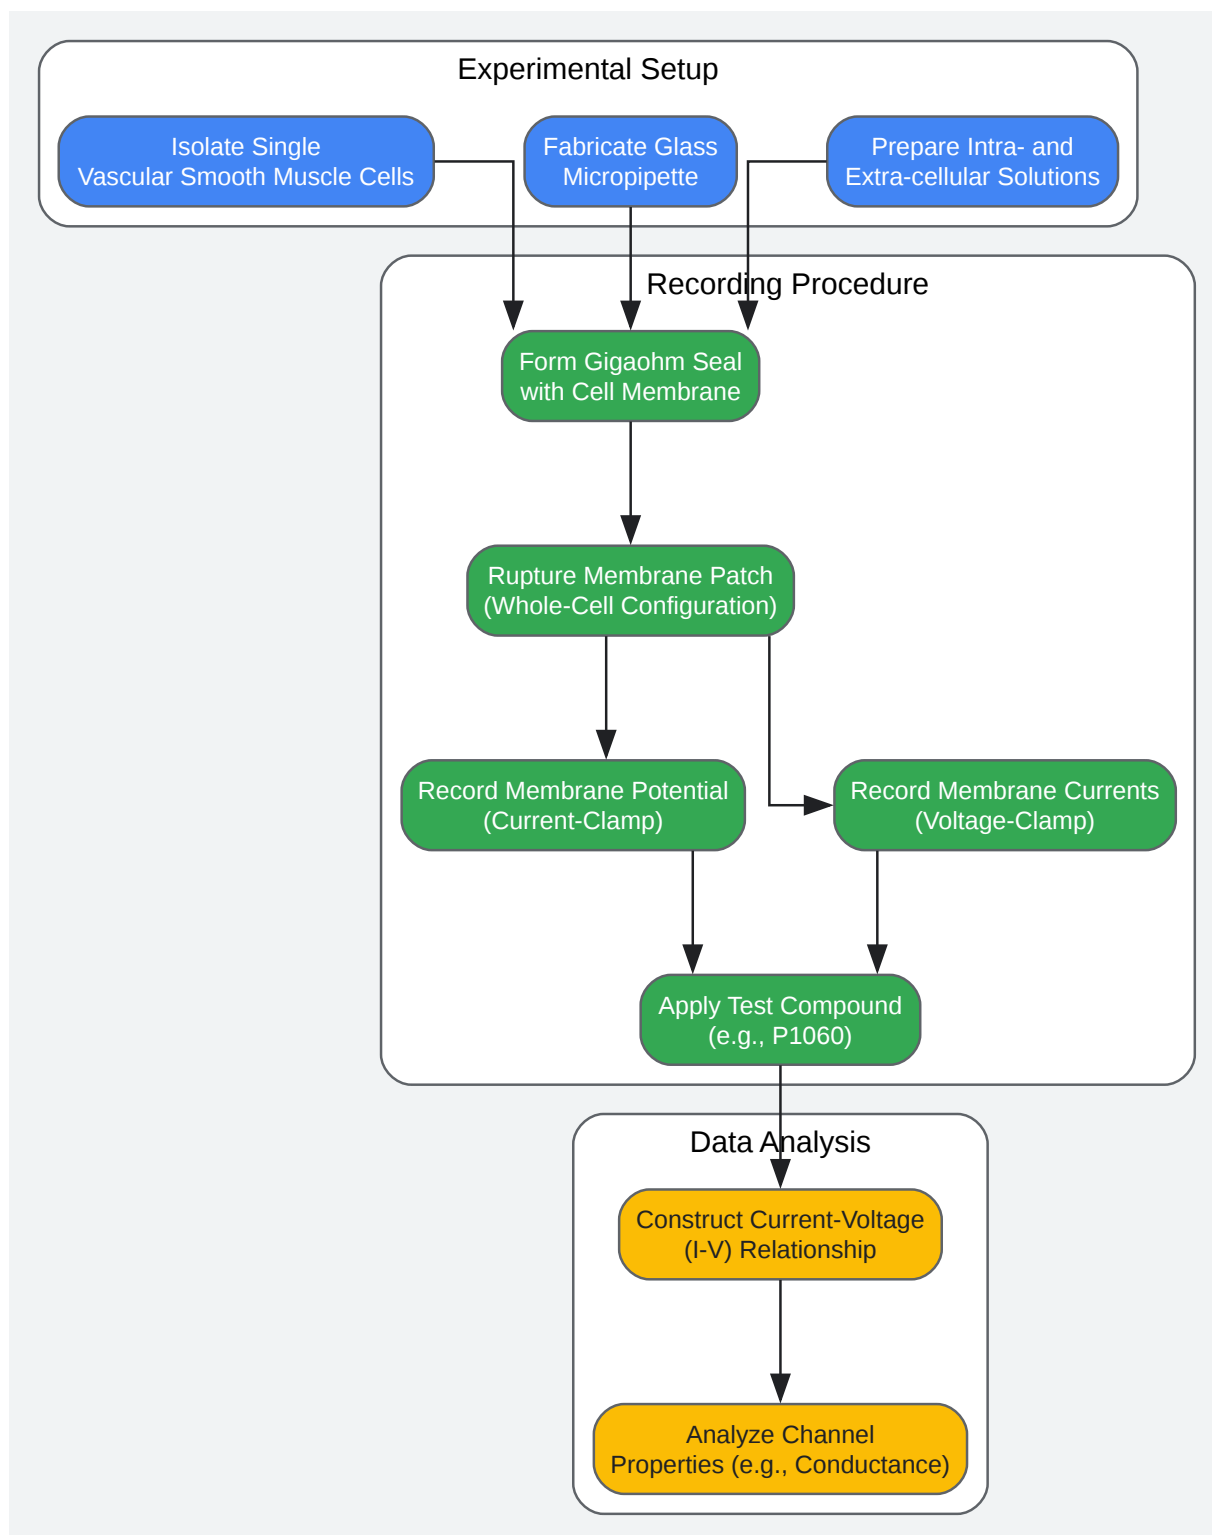 Experimental Setup
Isolate Single
Vascular Smooth Muscle Cells
Fabricate Glass
Micropipette
Prepare Intra- and
Extra-cellular Solutions
Recording Procedure
Form Gigaohm Seal
with Cell Membrane
Rupture Membrane Patch
(Whole-Cell Configuration)
Record Membrane Potential
(Current-Clamp)
Record Membrane Currents
(Voltage-Clamp)
Apply Test Compound
(e.g., P1060)
Data Analysis
Construct Current-Voltage
(I-V) Relationship
Analyze Channel
Properties (e.g., Conductance)